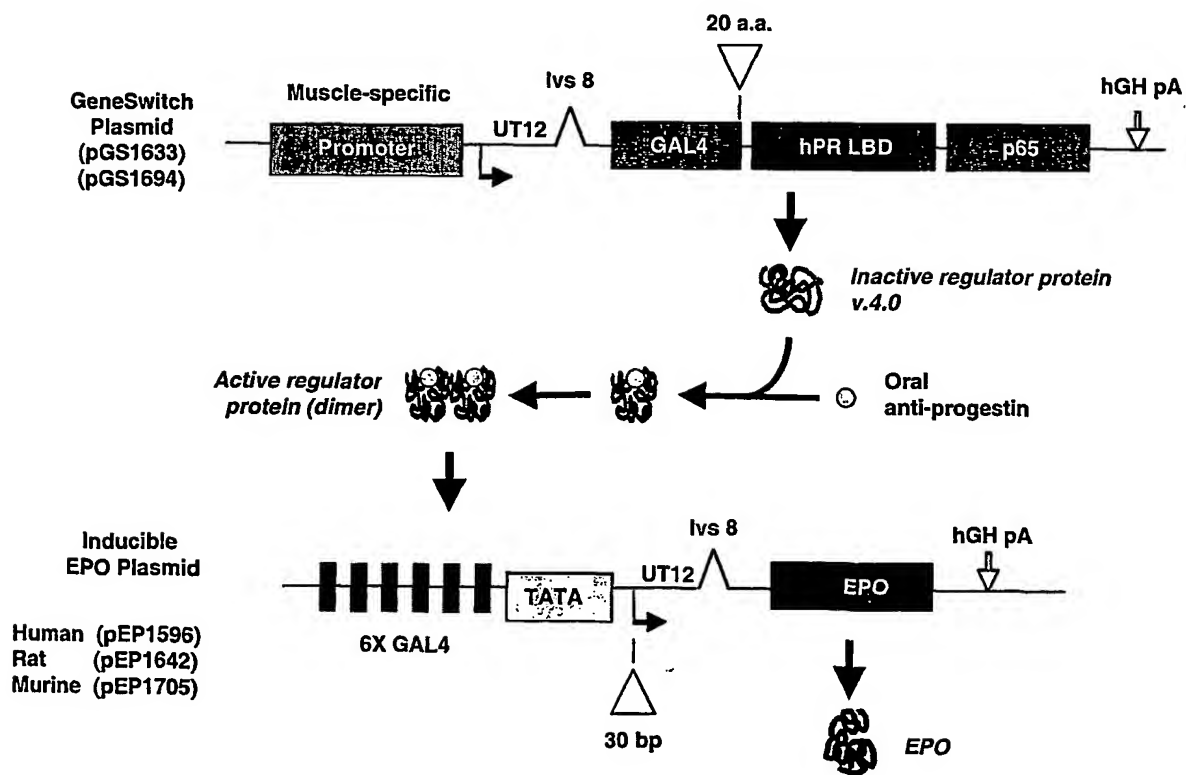 20 a.a.
Ivs 8
hGH pA
GeneSwitch
Plasmid
(pGS1633)
(pGS1694)
Muscle-specific
UT12
Promoter
GAL4
hPR LBD
p65
Inactive regulator protein
v.4.0
Active regulator
protein (dimer)
Oral
anti-progestin
Inducible
EPO Plasmid
Ivs 8
hGH pA
UT12
TATA
EPO
6X GAL4
Human (pEP1596)
Rat (pEP1642)
Murine (pEP1705)
30 bp
EPO